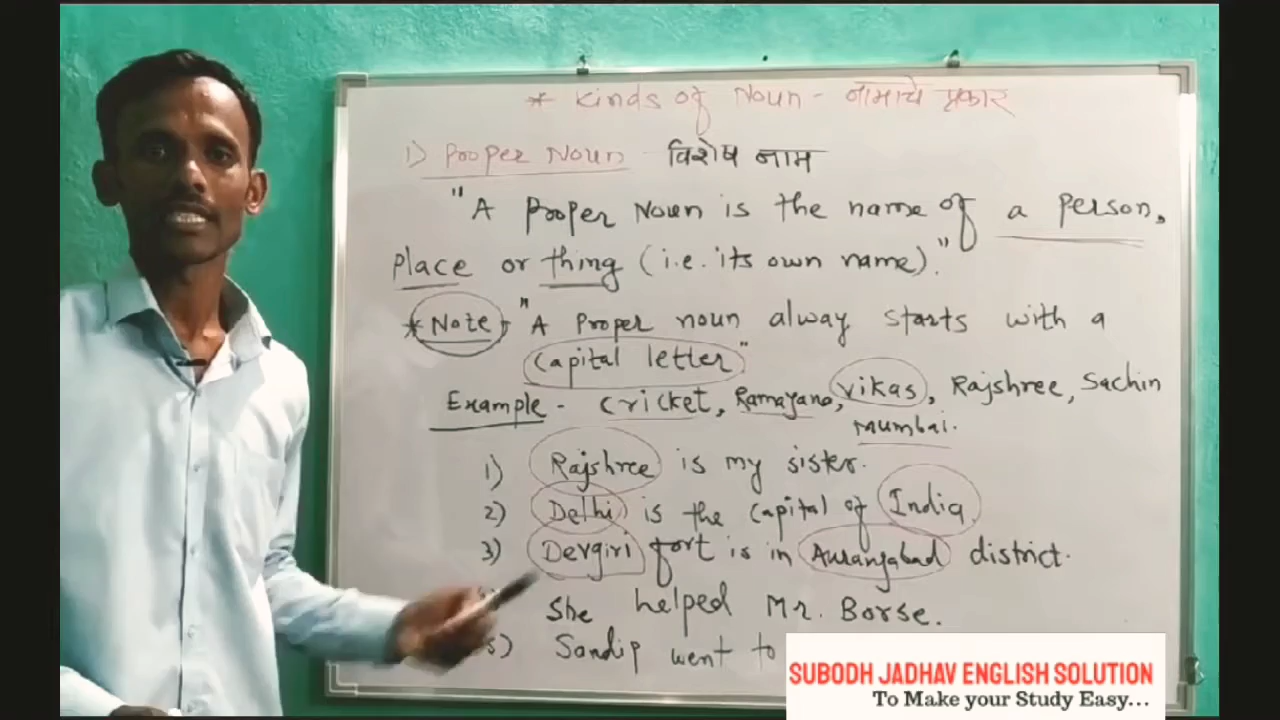 * Kinds of Noun - नामाचे प्रकार
1) Proper Noun - विशेष नाम
"A Proper Noun is the name of a person,
Place or thing (i.e. its own name)."
* Note - "A Proper noun alway starts with a
Capital letter"
Example - Cricket, Ramayana, Vikas, Rajshree, Sachin
Mumbai.
1) Rajshree is my sister.
2) Delhi is the capital of India
3) Devgiri fort is in Aurangabad district.
She helped Mr. Borse.
5) Sandip went to
SUBODH JADHAV ENGLISH SOLUTION
To Make your Study Easy...